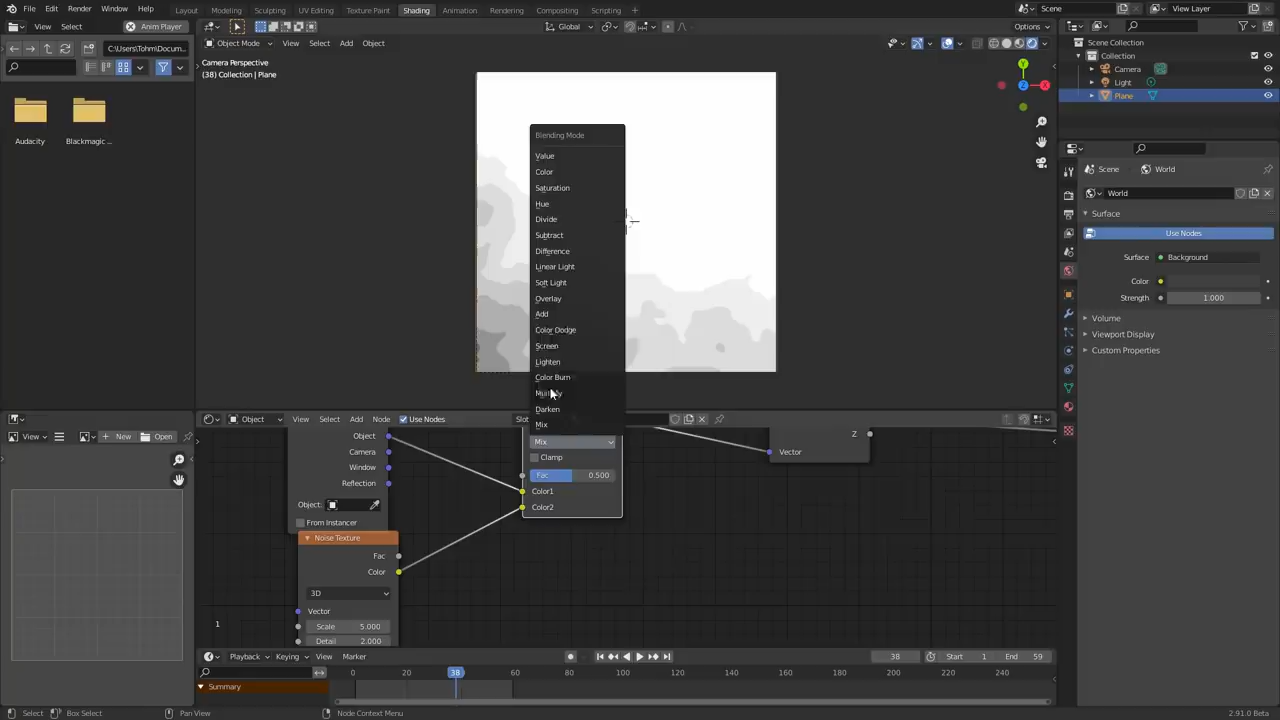 File Edit Render Window Help Layout Modeling Sculpting UV Editing Texture Paint Shading Animation Rendering Compositing Scripting Scene View Layer
View Select Anim Player Global Options
C:\Users\Tohm\Docum... Object Mode View Select Add Object
Audacity Blackmagic ...
Camera Perspective
(38) Collection | Plane
Scene Collection
Collection
Camera
Light
Plane
Scene World
World
Surface
Use Nodes
Surface: Background
Color:
Strength: 1.000
Volume
Viewport Display
Custom Properties
Blending Mode
Value
Color
Saturation
Hue
Divide
Subtract
Difference
Linear Light
Soft Light
Overlay
Add
Color Dodge
Screen
Lighten
Color Burn
Multiply
Darken
Mix
Mix
Clamp
Fac 0.500
Color1
Color2
View New Open
Object View Select Add Node Use Nodes Slot
Object
Camera
Window
Reflection
Object:
From Instancer
Noise Texture
Fac
Color
3D
Vector
Scale 5.000
Detail 2.000
Z
Vector
1
Playback Keying View Marker 38 Start 1 End 59
0 20 38 60 80 100 120 140 160 180 200 220 240
Summary
Select Box Select Pan View Node Context Menu 2.91.0 Beta